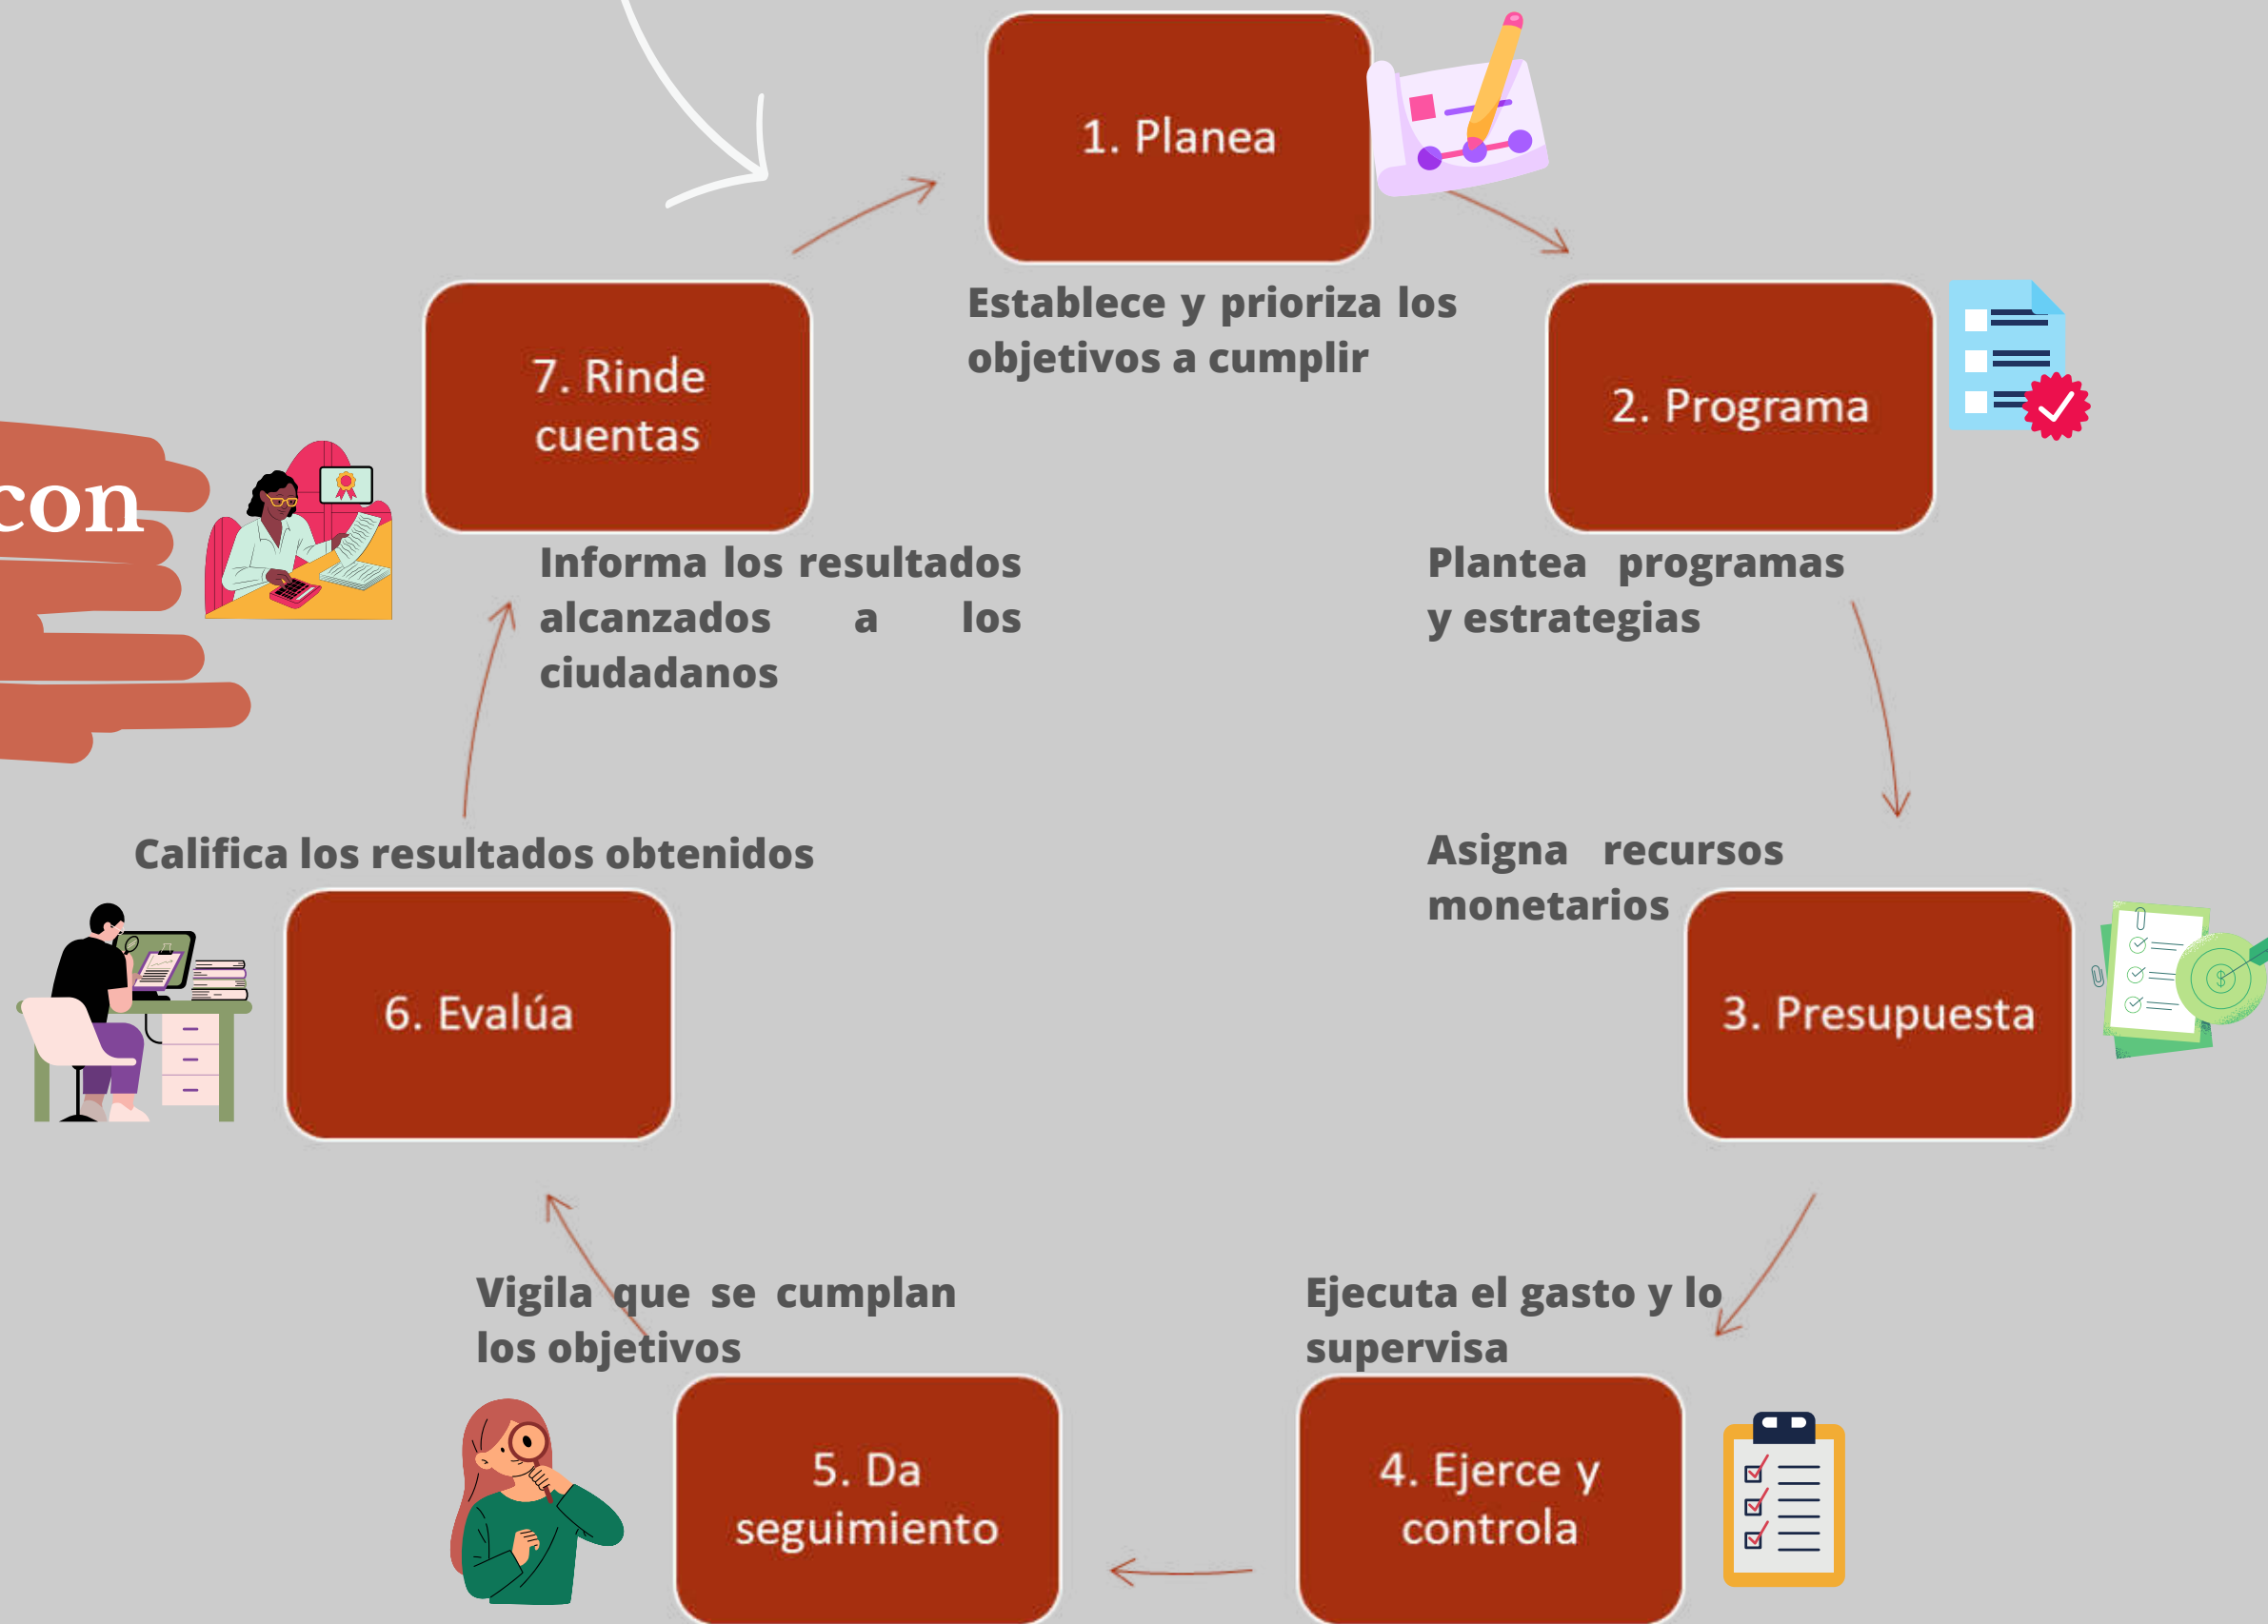 1. Planea
Establece y prioriza los
objetivos a cumplir
2. Programa
Plantea programas
y estrategias
Asigna recursos
monetarios
3. Presupuesta
Ejecuta el gasto y lo
supervisa
4. Ejerce y
controla
Vigila que se cumplan
los objetivos
5. Da
seguimiento
Califica los resultados obtenidos
6. Evalúa
7. Rinde
cuentas
Informa los resultados
alcanzados a los
ciudadanos
con
$